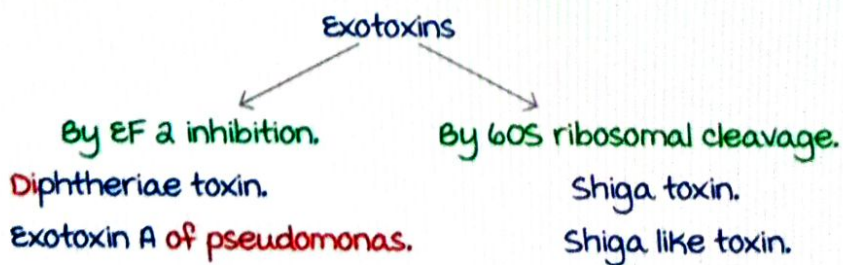 Exotoxins
By EF 2 inhibition.
Diphtheriae toxin.
Exotoxin A of pseudomonas.
By 60S ribosomal cleavage.
Shiga toxin.
Shiga like toxin.